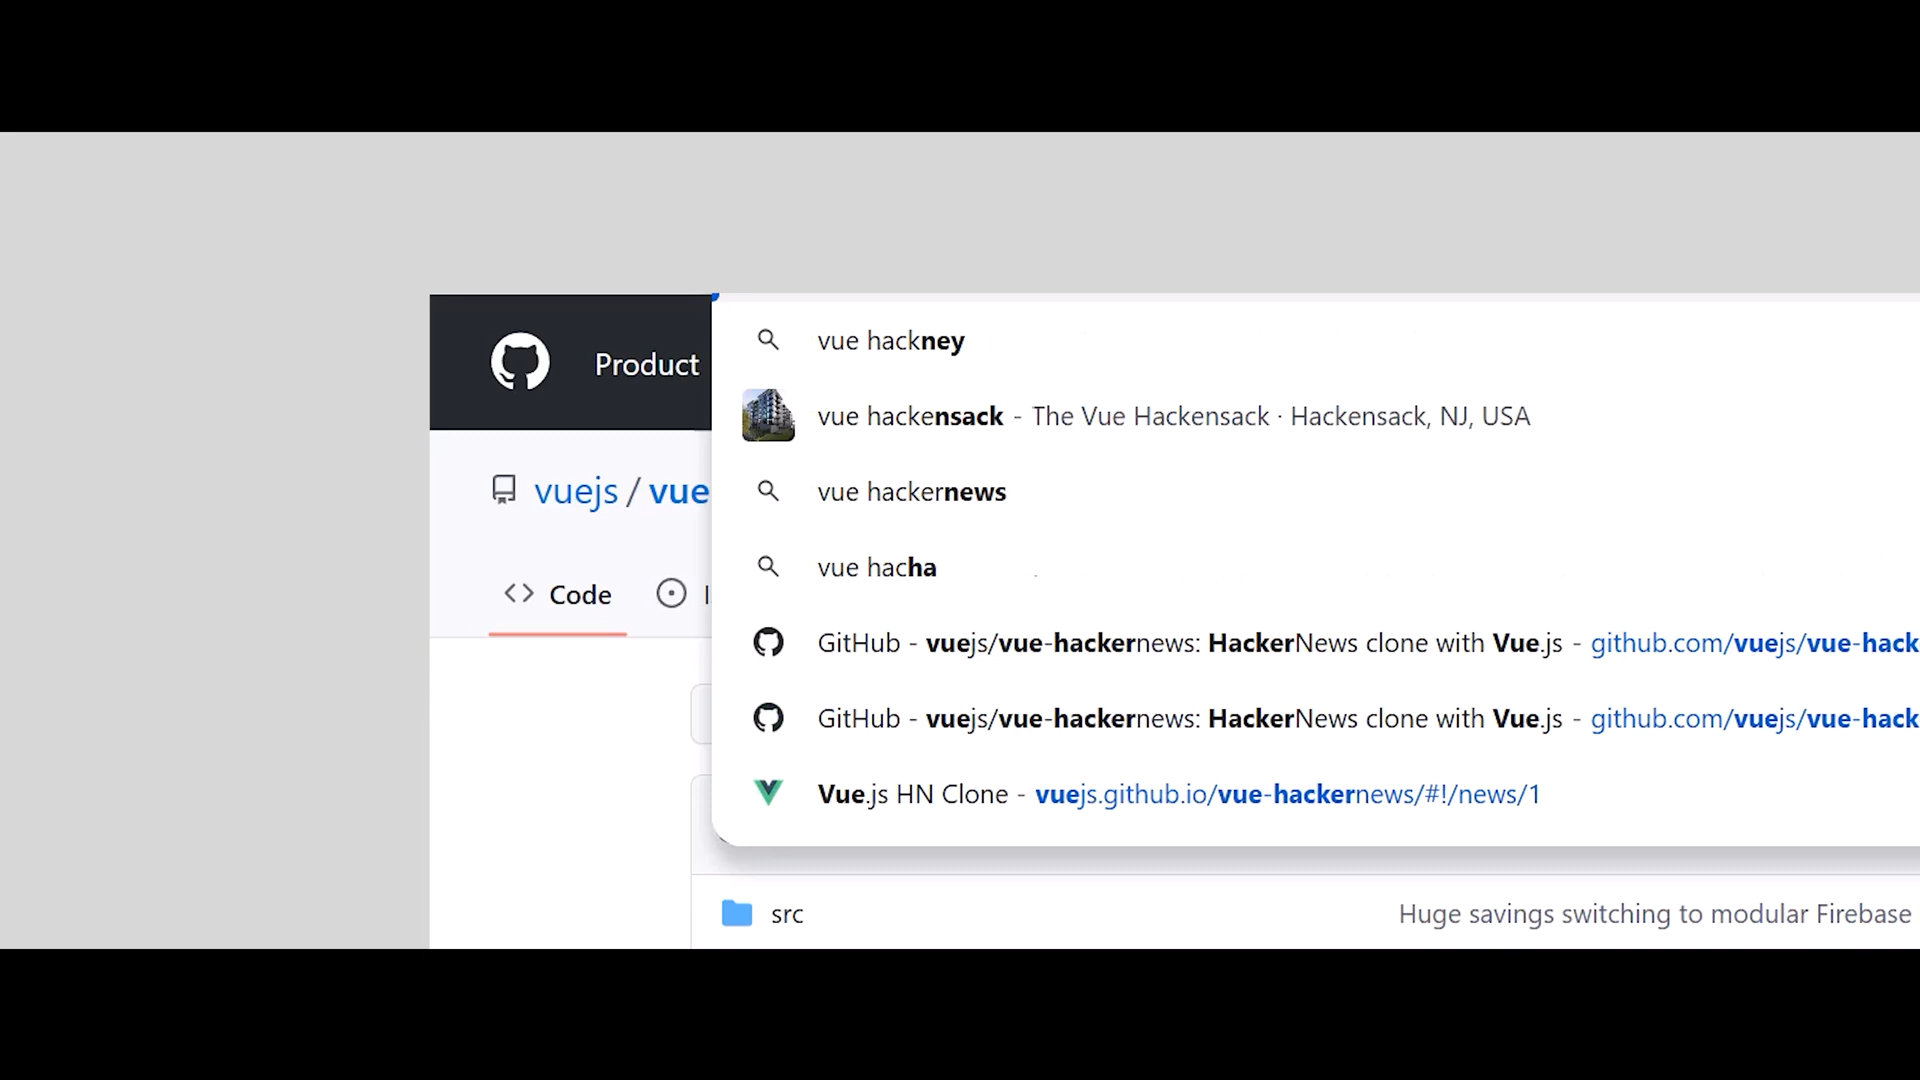 Product
vuejs / vue
Code
vue hackney
vue hackensack - The Vue Hackensack · Hackensack, NJ, USA
vue hackernews
vue hacha
GitHub - vuejs/vue-hackernews: HackerNews clone with Vue.js - github.com/vuejs/vue-hack
GitHub - vuejs/vue-hackernews: HackerNews clone with Vue.js - github.com/vuejs/vue-hack
Vue.js HN Clone - vuejs.github.io/vue-hackernews/#!/news/1
src
Huge savings switching to modular Firebase